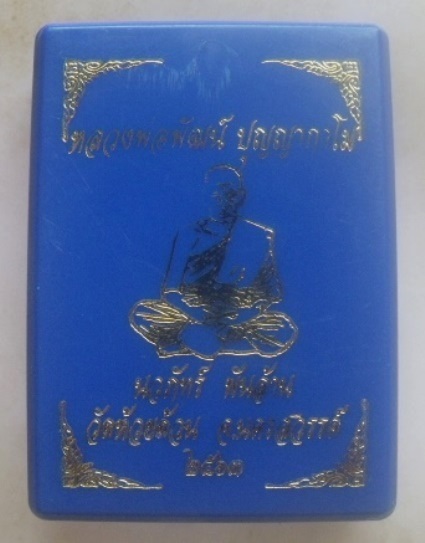 หลวงพ่อพัฒน์ ปุญญากาโม
นวภัทร์ พันล้าน
วัดห้วยด้วน จ.นครสวรรค์
๒๕๖๓